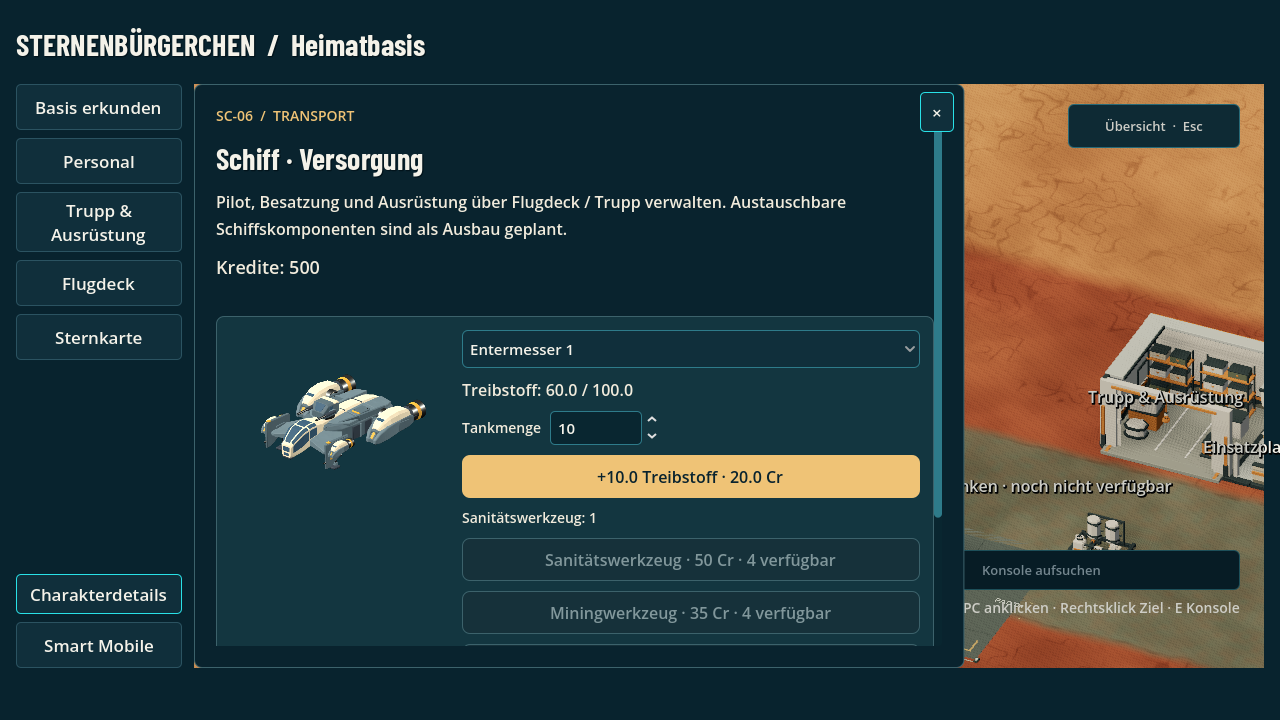 STERNENBÜRGERCHEN / Heimatbasis
Basis erkunden
Personal
Trupp &
Ausrüstung
Flugdeck
Sternkarte
Charakterdetails
Smart Mobile
SC-06 / TRANSPORT
×
Schiff · Versorgung
Pilot, Besatzung und Ausrüstung über Flugdeck / Trupp verwalten. Austauschbare
Schiffskomponenten sind als Ausbau geplant.
Kredite: 500
Entermesser 1
Treibstoff: 60.0 / 100.0
Tankmenge 10
+10.0 Treibstoff · 20.0 Cr
Sanitätswerkzeug: 1
Sanitätswerkzeug · 50 Cr · 4 verfügbar
Miningwerkzeug · 35 Cr · 4 verfügbar
Übersicht · Esc
Trupp & Ausrüstung
Einsatzpla
nken · noch nicht verfügbar
Konsole aufsuchen
PC anklicken · Rechtsklick Ziel · E Konsole